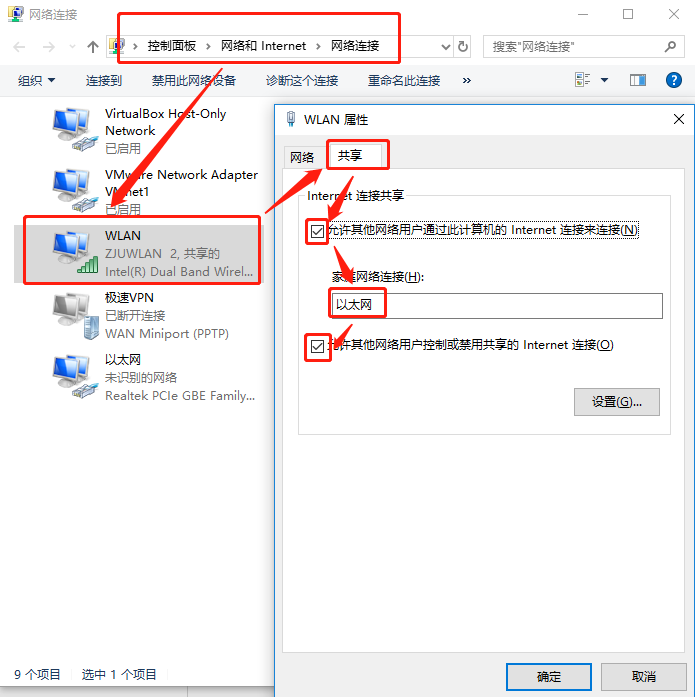 网络连接
控制面板 › 网络和 Internet › 网络连接
搜索"网络连接"
组织 连接到 禁用此网络设备 诊断这个连接 重命名此连接 »
VirtualBox Host-Only
Network
已启用
VMware Network Adapter
VMnet1
已启用
WLAN
ZJUWLAN 2, 共享的
Intel(R) Dual Band Wirel...
极速VPN
已断开连接
WAN Miniport (PPTP)
以太网
未识别的网络
Realtek PCIe GBE Family...
9 个项目 选中 1 个项目
WLAN 属性
网络 共享
Internet 连接共享
允许其他网络用户通过此计算机的 Internet 连接来连接(N)
家庭网络连接(H):
以太网
允许其他网络用户控制或禁用共享的 Internet 连接(O)
设置(G)...
确定 取消